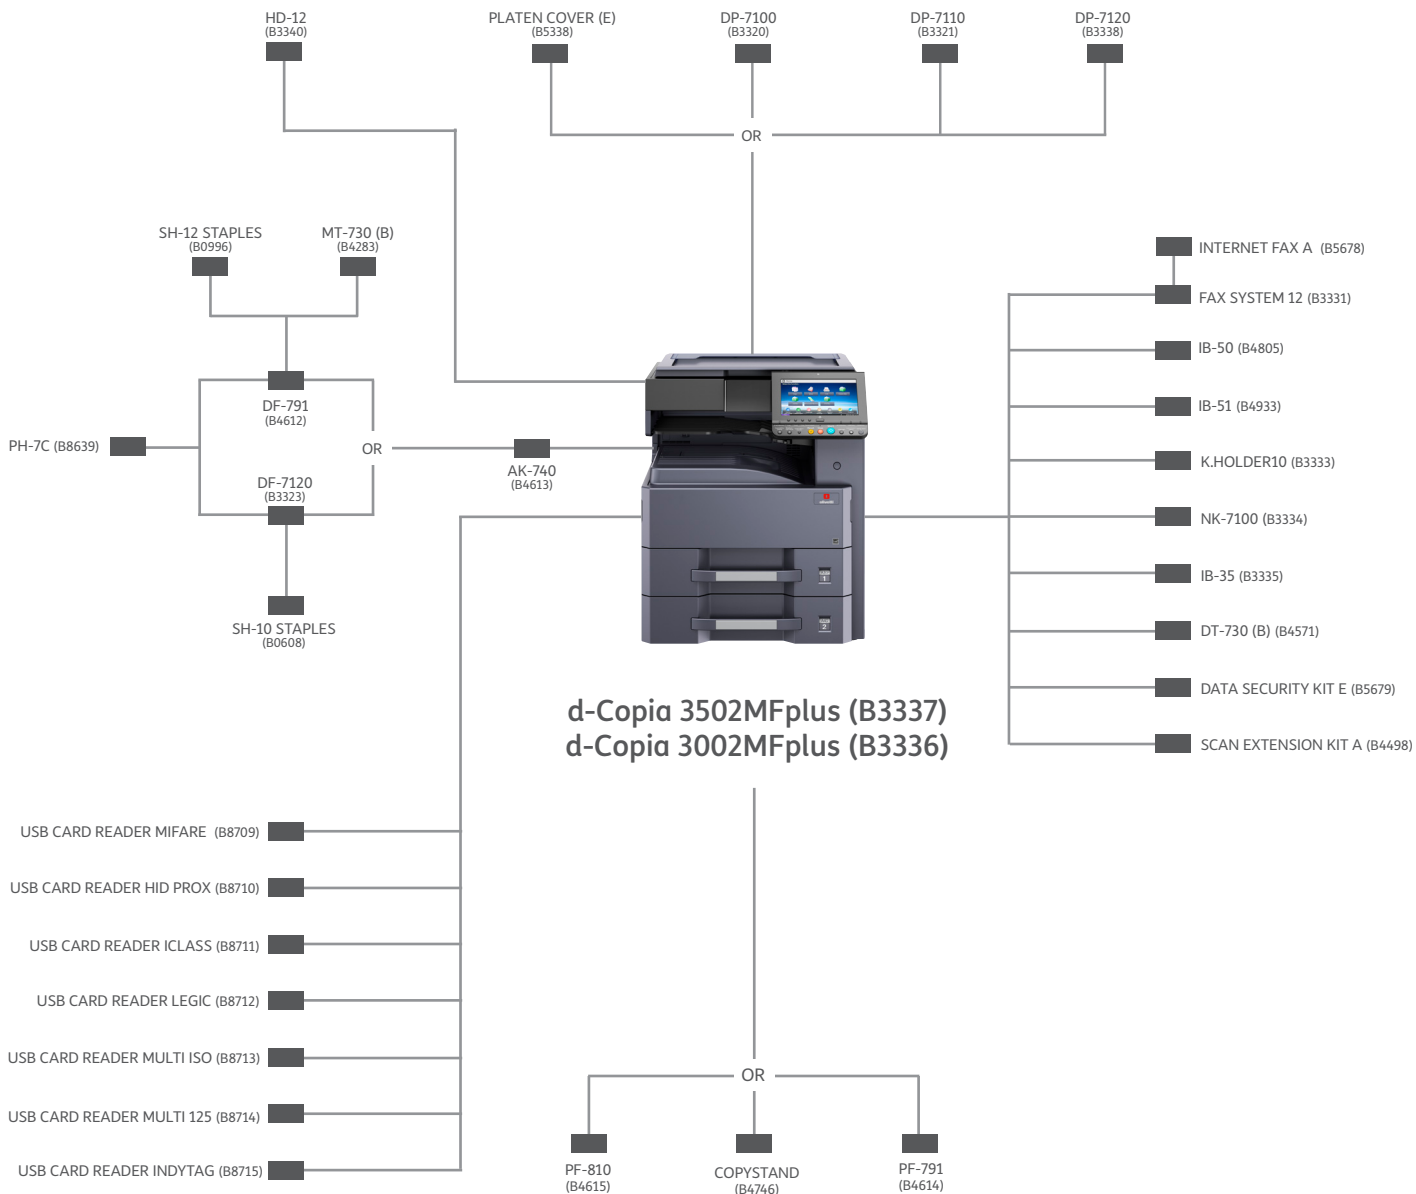 HD-12
(B3340)
PLATEN COVER (E)
(B5338)
DP-7100
(B3320)
DP-7110
(B3321)
DP-7120
(B3338)
OR
SH-12 STAPLES
(B0996)
MT-730 (B)
(B4283)
INTERNET FAX A (B5678)
FAX SYSTEM 12 (B3331)
IB-50 (B4805)
IB-51 (B4933)
K.HOLDER10 (B3333)
NK-7100 (B3334)
IB-35 (B3335)
DT-730 (B) (B4571)
DATA SECURITY KIT E (B5679)
SCAN EXTENSION KIT A (B4498)
DF-791
(B4612)
PH-7C (B8639)
OR
AK-740
(B4613)
DF-7120
(B3323)
SH-10 STAPLES
(B0608)
1
2
d-Copia 3502MFplus (B3337)
d-Copia 3002MFplus (B3336)
USB CARD READER MIFARE (B8709)
USB CARD READER HID PROX (B8710)
USB CARD READER ICLASS (B8711)
USB CARD READER LEGIC (B8712)
USB CARD READER MULTI ISO (B8713)
USB CARD READER MULTI 125 (B8714)
USB CARD READER INDYTAG (B8715)
OR
PF-810
(B4615)
COPYSTAND
(B4746)
PF-791
(B4614)